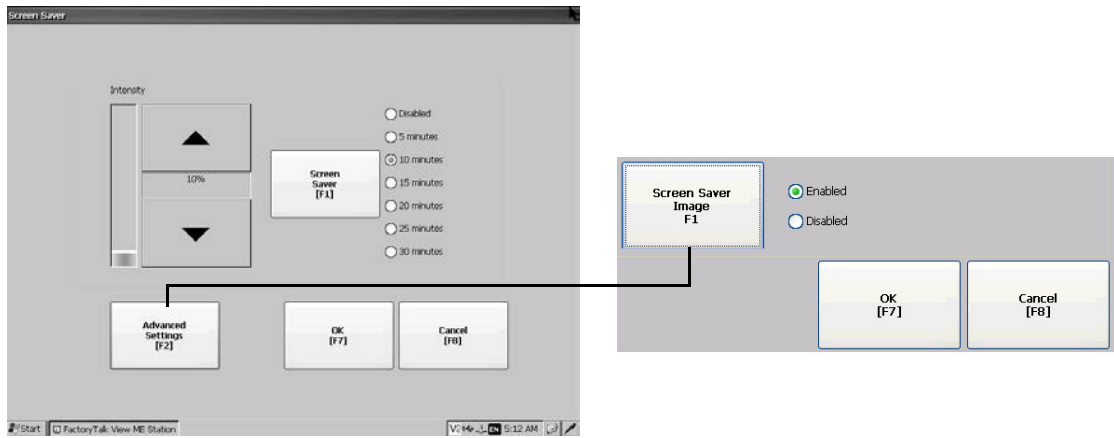 Screen Saver
Intensity
10%
Screen
Saver
[F1]
Disabled
5 minutes
10 minutes
15 minutes
20 minutes
25 minutes
30 minutes
Advanced
Settings
[F2]
OK
[F7]
Cancel
[F8]
Start
FactoryTalk View ME Station
EN
5:12 AM
Screen Saver
Image
F1
Enabled
Disabled
OK
[F7]
Cancel
[F8]